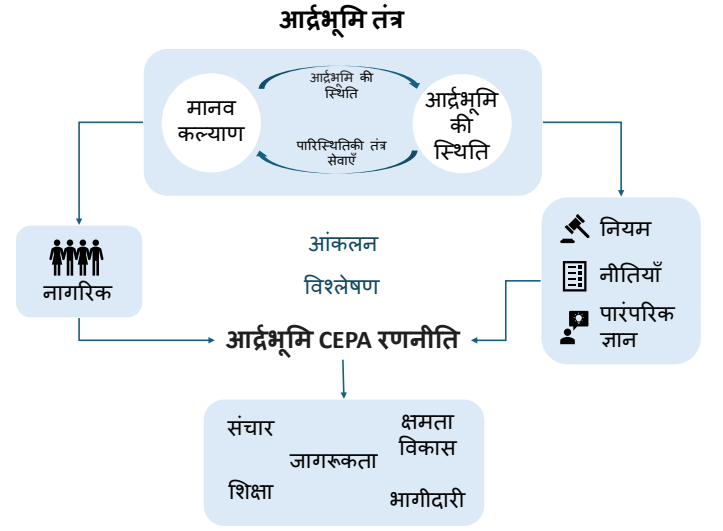 आर्द्रभूमि तंत्र
आर्द्रभूमि की
स्थिति
मानव
कल्याण
आर्द्रभूमि
की
स्थिति
पारिस्थितिकी तंत्र
सेवाएँ
नागरिक
आंकलन
विश्लेषण
नियम
नीतियाँ
पारंपरिक
ज्ञान
आर्द्रभूमि CEPA रणनीति
संचार
क्षमता
विकास
जागरूकता
शिक्षा
भागीदारी